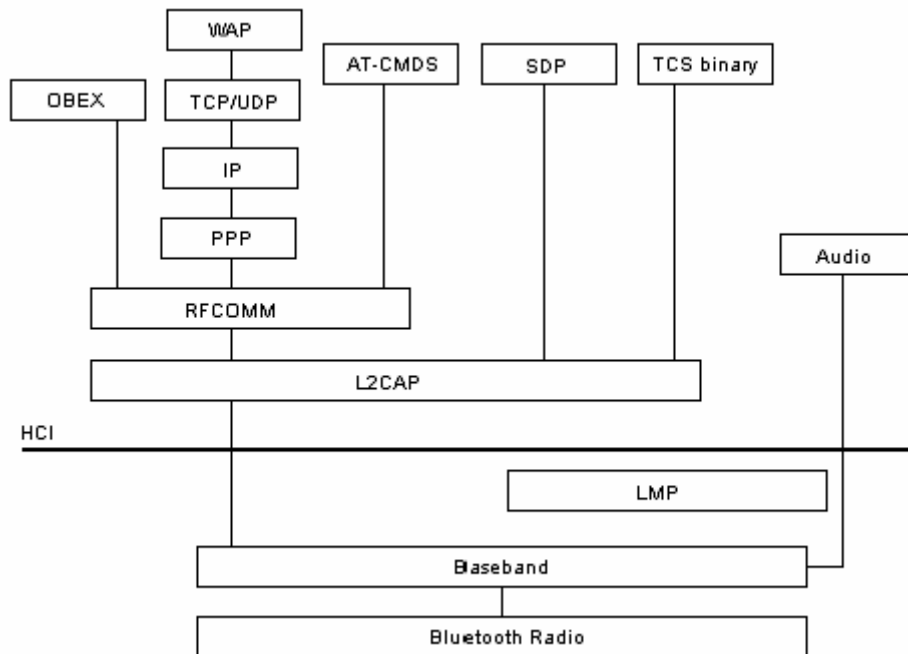 WAP
AT-CMDS
SDP
TCS binary
OBEX
TCP/UDP
IP
PPP
Audio
RFCOMM
L2CAP
HCI
LMP
Baseband
Bluetooth Radio